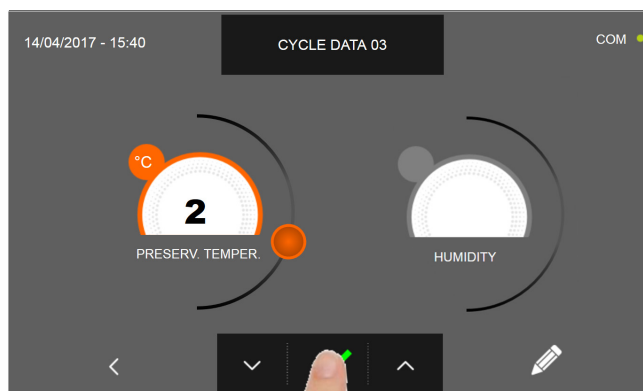 14/04/2017 - 15:40
CYCLE DATA 03
COM
°C
2
PRESERV. TEMPER.
HUMIDITY